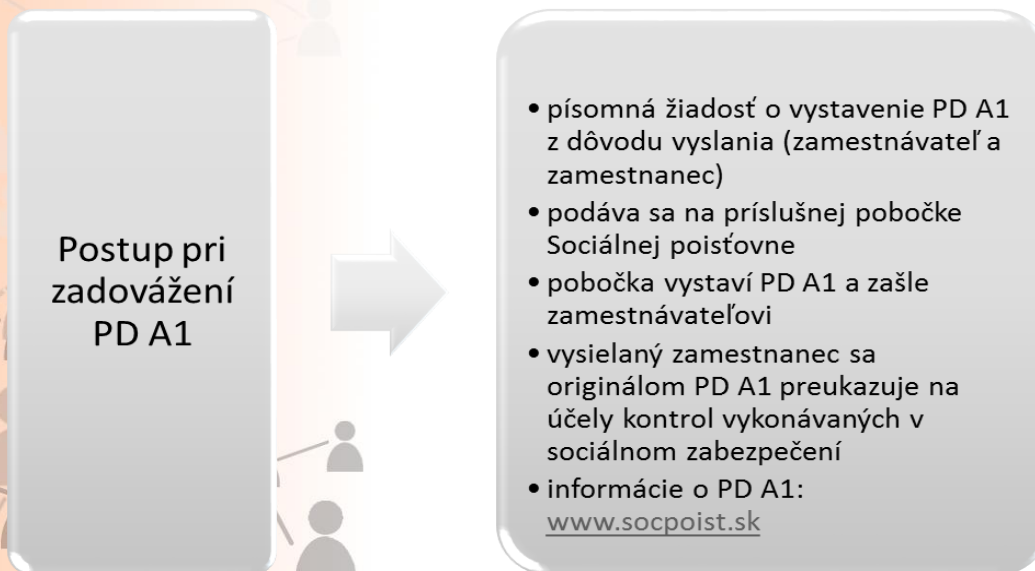 Postup pri
zadovážení
PD A1
• písomná žiadosť o vystavenie PD A1
z dôvodu vyslania (zamestnávateľ a
zamestnanec)
• podáva sa na príslušnej pobočke
Sociálnej poisťovne
• pobočka vystaví PD A1 a zašle
zamestnávateľovi
• vysielaný zamestnanec sa
originálom PD A1 preukazuje na
účely kontrol vykonávaných v
sociálnom zabezpečení
• informácie o PD A1:
www.socpoist.sk